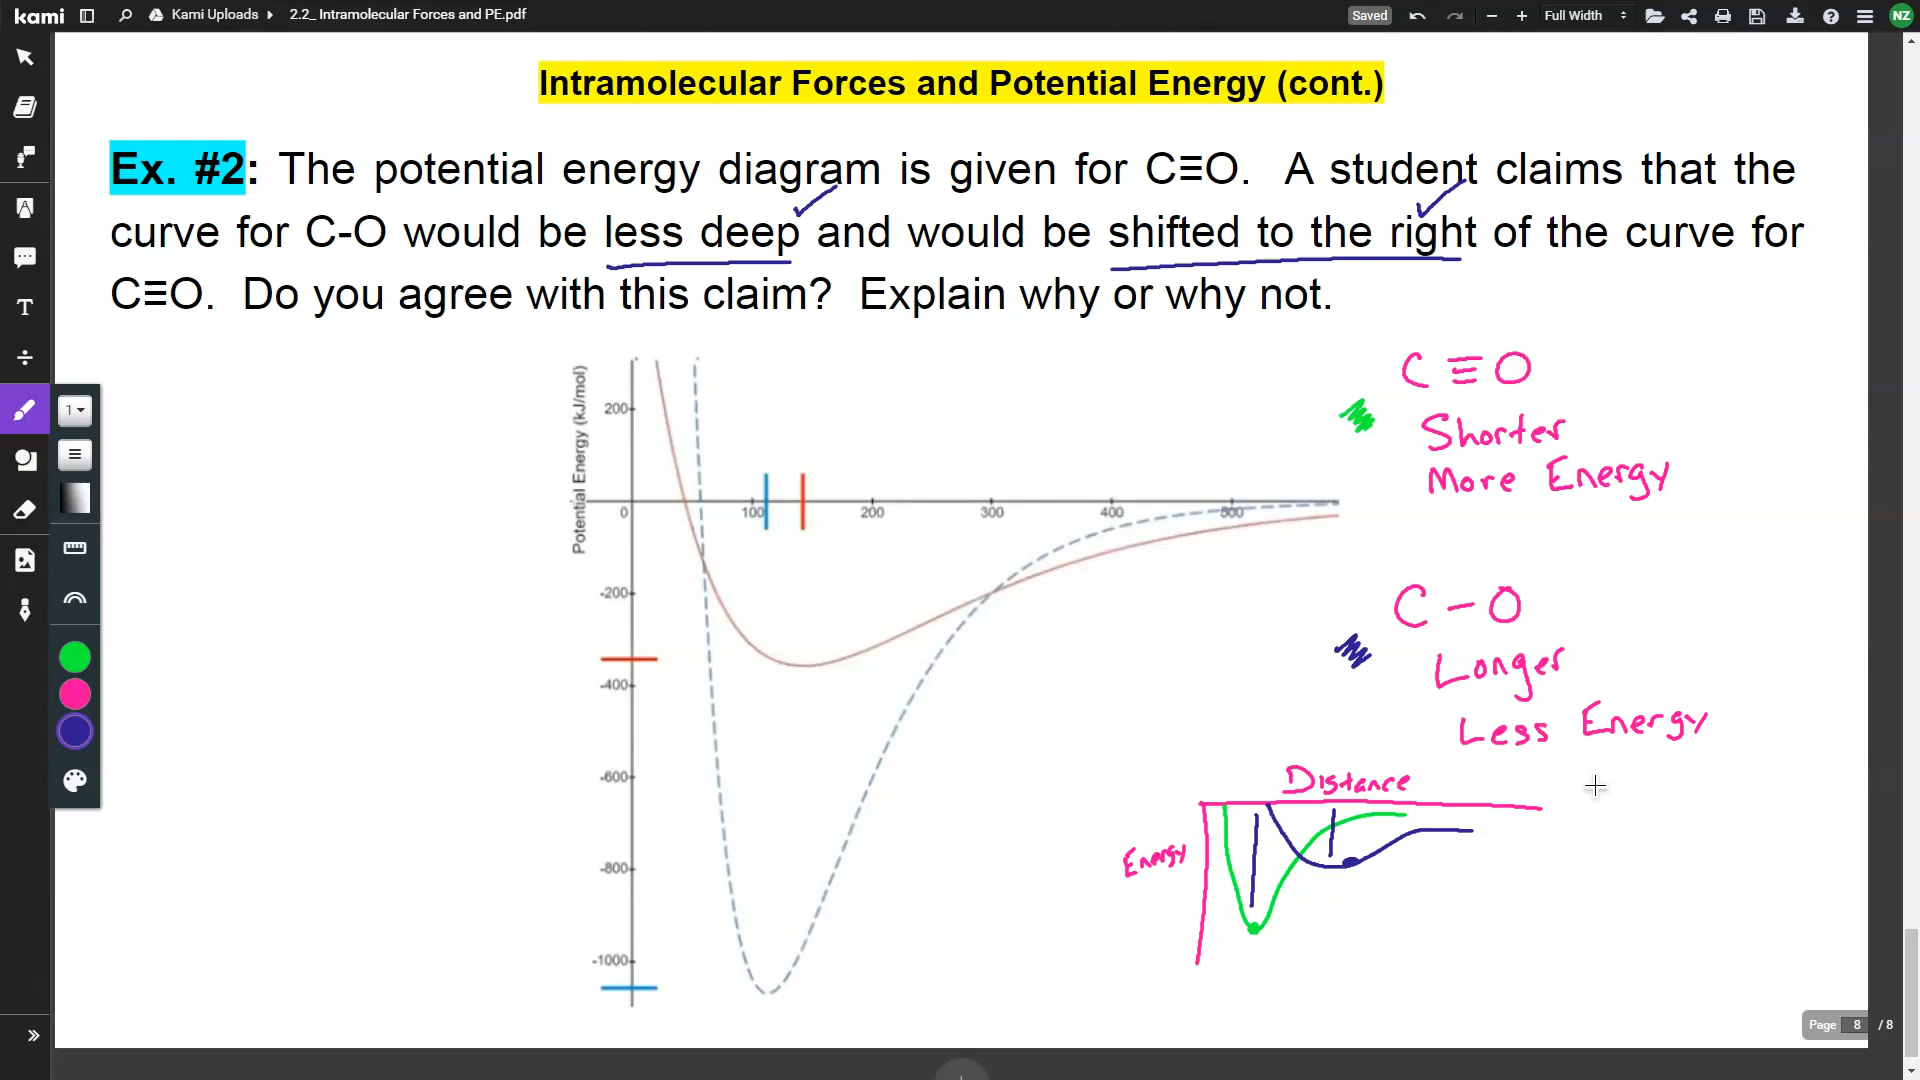 kami
Kami Uploads
2.2_ Intramolecular Forces and PE.pdf
Saved
Full Width
NZ
Intramolecular Forces and Potential Energy (cont.)
Ex. #2: The potential energy diagram is given for C≡O. A student claims that the
curve for C-O would be less deep and would be shifted to the right of the curve for
C≡O. Do you agree with this claim? Explain why or why not.
C≡O
Shorter
More Energy
C-O
Longer
Less Energy
Distance
Energy
Potential Energy (kJ/mol)
200
0
100
200
300
400
500
-200
-400
-600
-800
-1000
1
T
Page 8 / 8